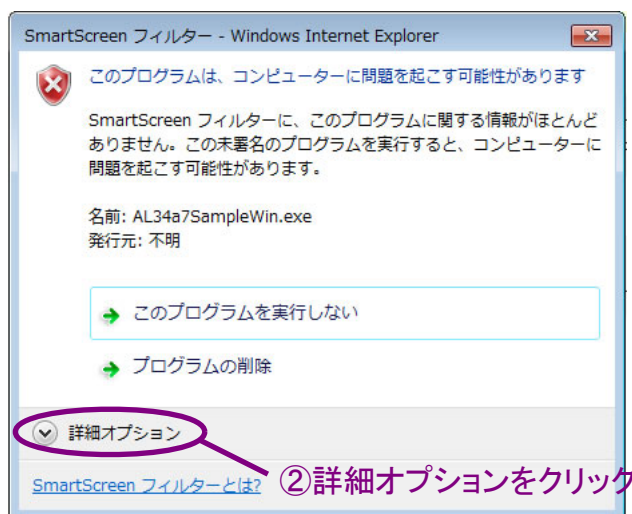 SmartScreen フィルター - Windows Internet Explorer
このプログラムは、コンピューターに問題を起こす可能性があります
SmartScreen フィルターに、このプログラムに関する情報がほとんど
ありません。この未署名のプログラムを実行すると、コンピューターに
問題を起こす可能性があります。
名前: AL34a7SampleWin.exe
発行元: 不明
このプログラムを実行しない
プログラムの削除
詳細オプション
SmartScreen フィルターとは?
②詳細オプションをクリック